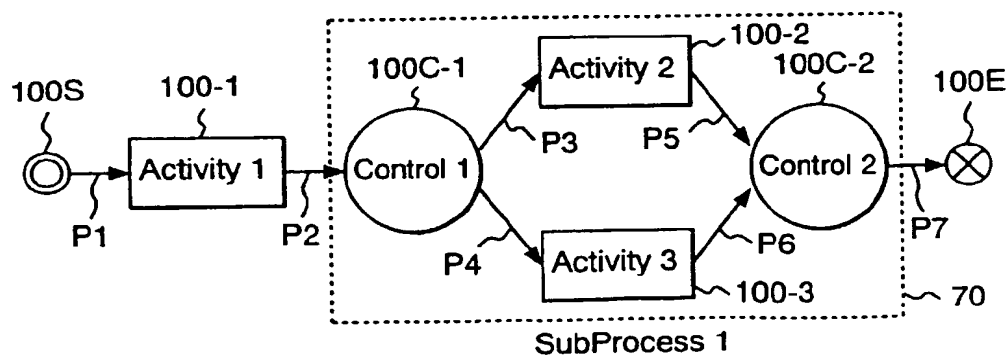 100-2
100C-1
100C-2
100-1
100E
100S
Activity 2
P3
P5
Activity 1
Control 1
Control 2
P1
P2
P7
P4
P6
Activity 3
100-3
70
SubProcess 1